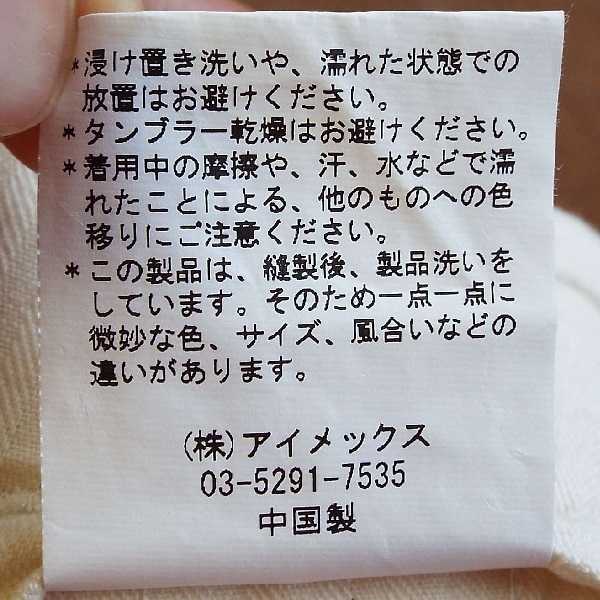 *浸け置き洗いや、濡れた状態での
放置はお避けください。
*タンブラー乾燥はお避けください。
*着用中の摩擦や、汗、水などで濡
れたことによる、他のものへの色
移りにご注意ください。
*この製品は、縫製後、製品洗いを
しています。そのため一点一点に
微妙な色、サイズ、風合いなどの
違いがあります。
(株)アイメックス
03-5291-7535
中国製